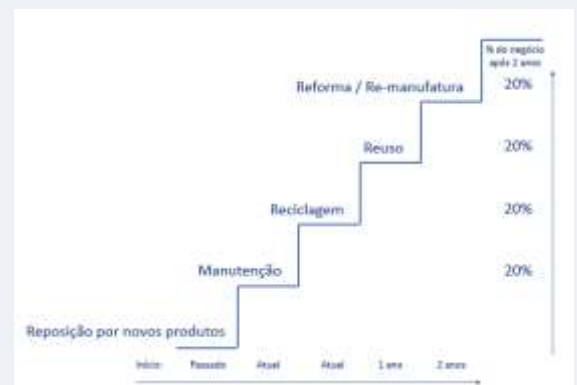 % do negócio
após 2 anos
Reforma / Re-manufatura
20%
Reuso
20%
Reciclagem
20%
Manutenção
20%
Reposição por novos produtos
Início Passado Atual Atual 1 ano 2 anos